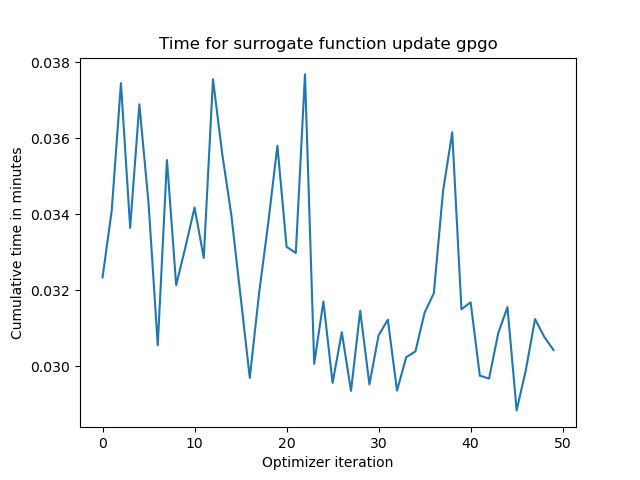 Time for surrogate function update gpgo
Cumulative time in minutes
0.038
0.036
0.034
0.032
0.030
0 10 20 30 40 50
Optimizer iteration